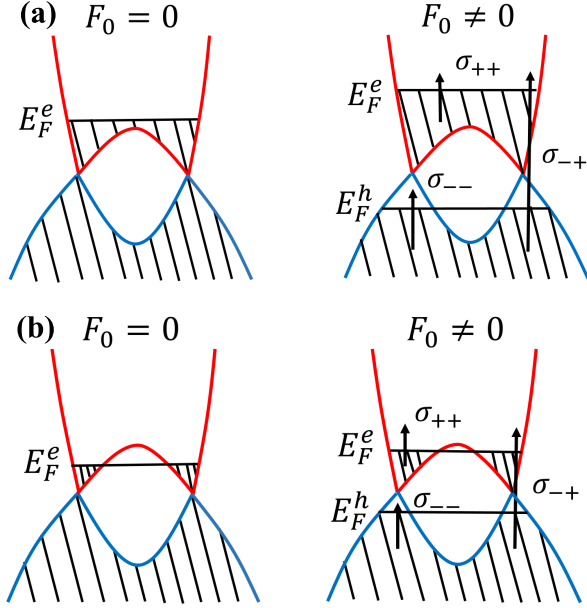 (a) F₀ = 0 F₀ ≠ 0
σ₊₊
E_F^e E_F^e
σ₋₊
σ₋₋
E_F^h
(b) F₀ = 0 F₀ ≠ 0
σ₊₊
E_F^e E_F^e
σ₋₊
σ₋₋
E_F^h